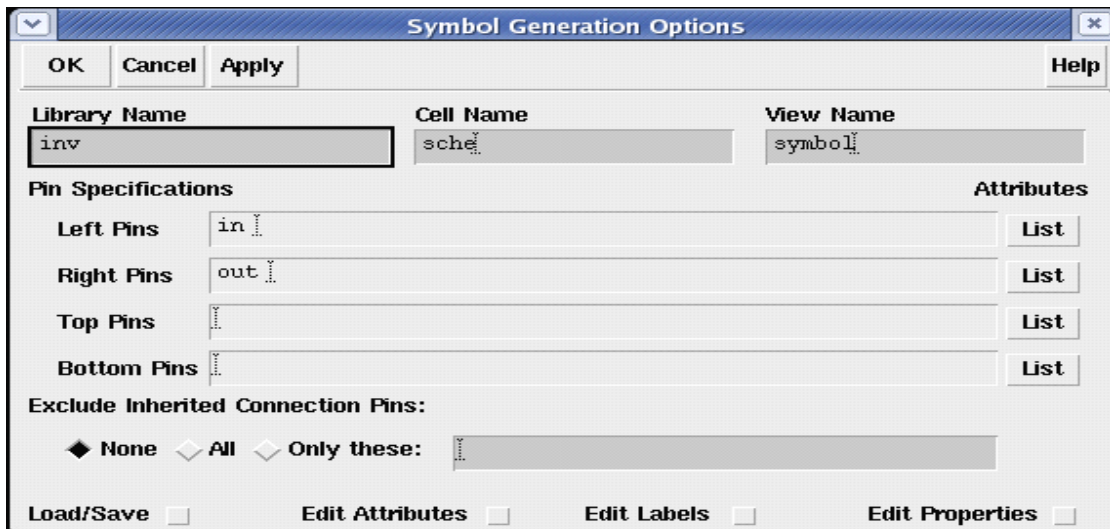 Symbol Generation Options
OK Cancel Apply Help
Library Name Cell Name View Name
inv sche symbol
Pin Specifications Attributes
Left Pins in List
Right Pins out List
Top Pins List
Bottom Pins List
Exclude Inherited Connection Pins:
None All Only these:
Load/Save Edit Attributes Edit Labels Edit Properties